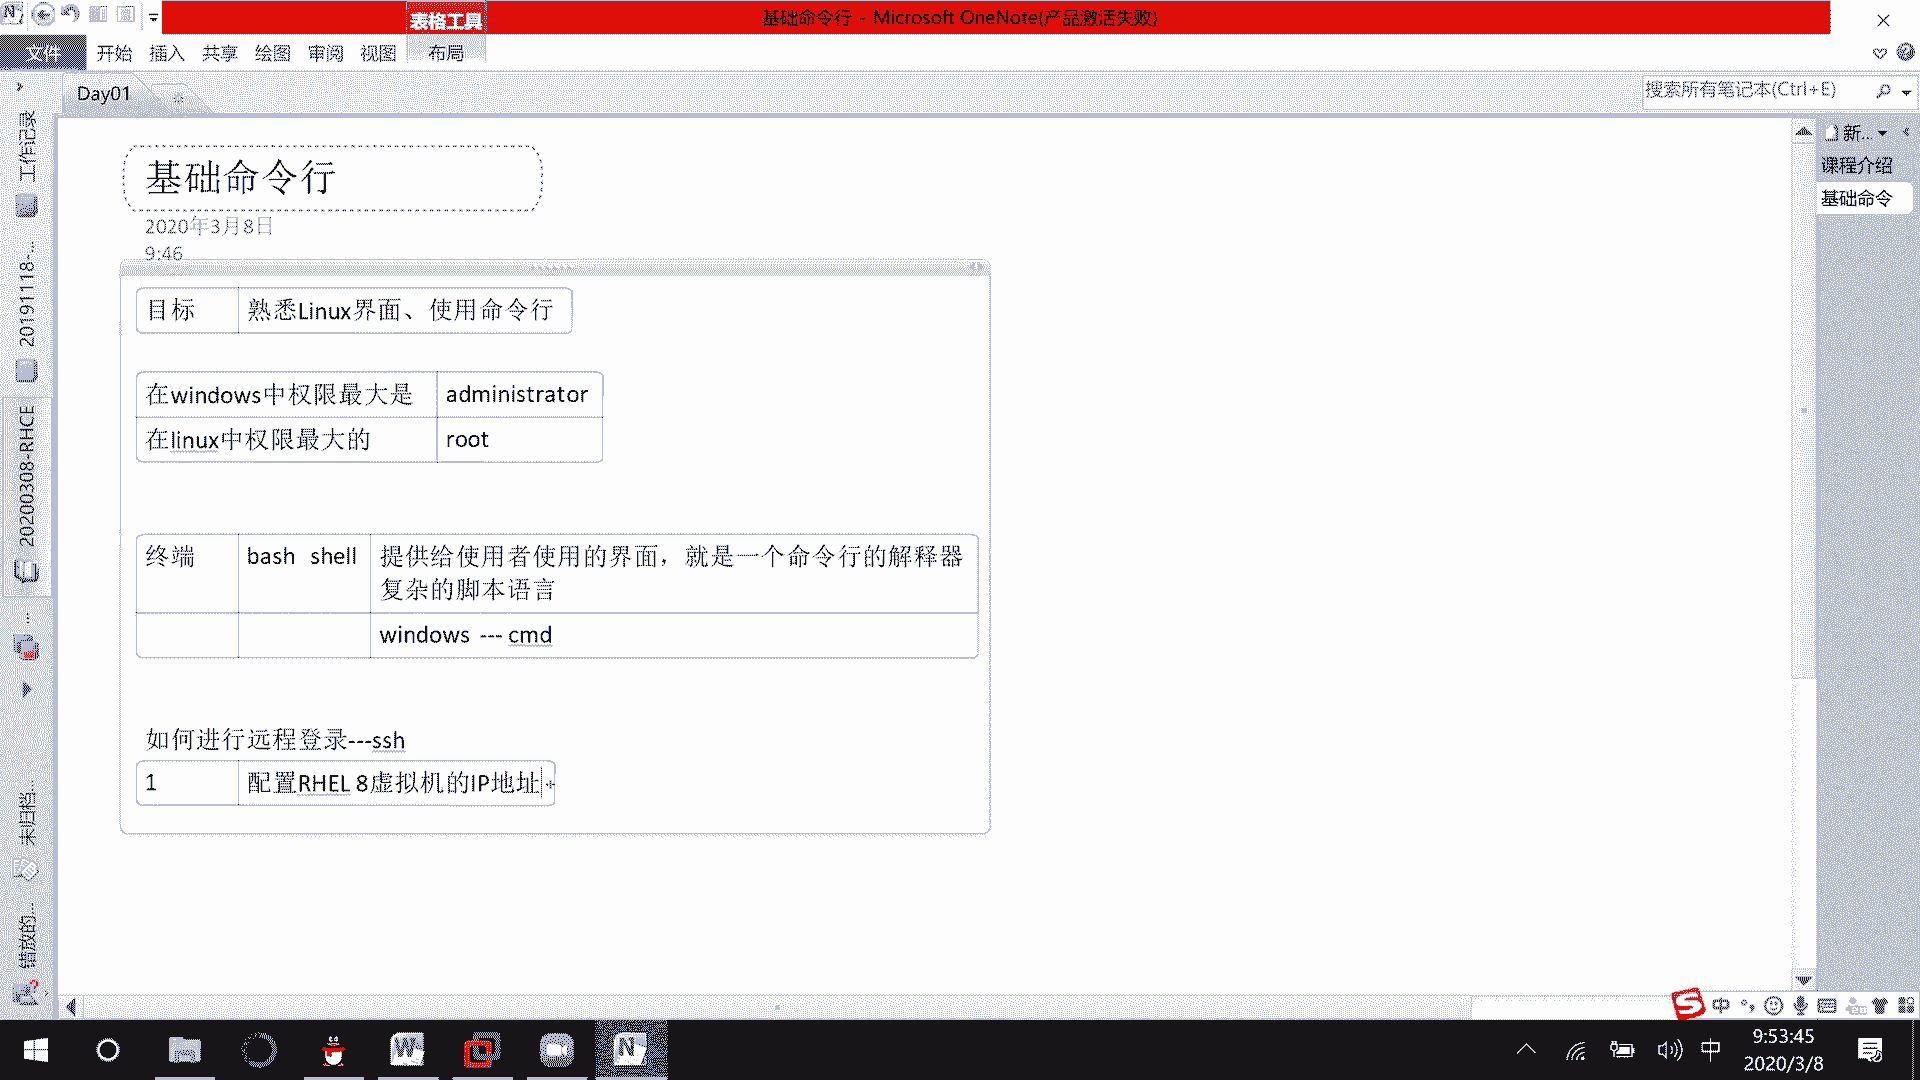 表格工具
基础命令行 - Microsoft OneNote(产品激活失败)
文件 开始 插入 共享 绘图 审阅 视图 布局
Day01
搜索所有笔记本(Ctrl+E)
新...
课程介绍
基础命令
工作记录
20191118-...
20200308-RHCE
...
未归档...
错放的...
基础命令行
2020年3月8日
9:46
目标 熟悉Linux界面、使用命令行
在windows中权限最大是 administrator
在linux中权限最大的 root
终端 bash shell 提供给使用者使用的界面，就是一个命令行的解释器
复杂的脚本语言
windows --- cmd
如何进行远程登录---ssh
1 配置RHEL 8虚拟机的IP地址
中
中
9:53:45
2020/3/8